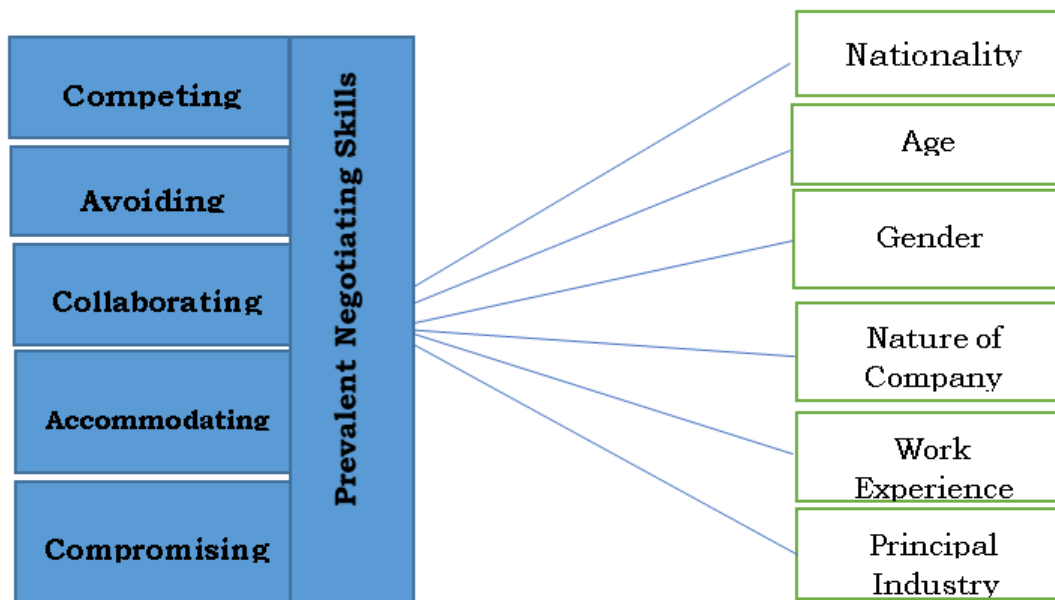 Competing
Avoiding
Collaborating
Accommodating
Compromising
Prevalent Negotiating Skills
Nationality
Age
Gender
Nature of
Company
Work
Experience
Principal
Industry